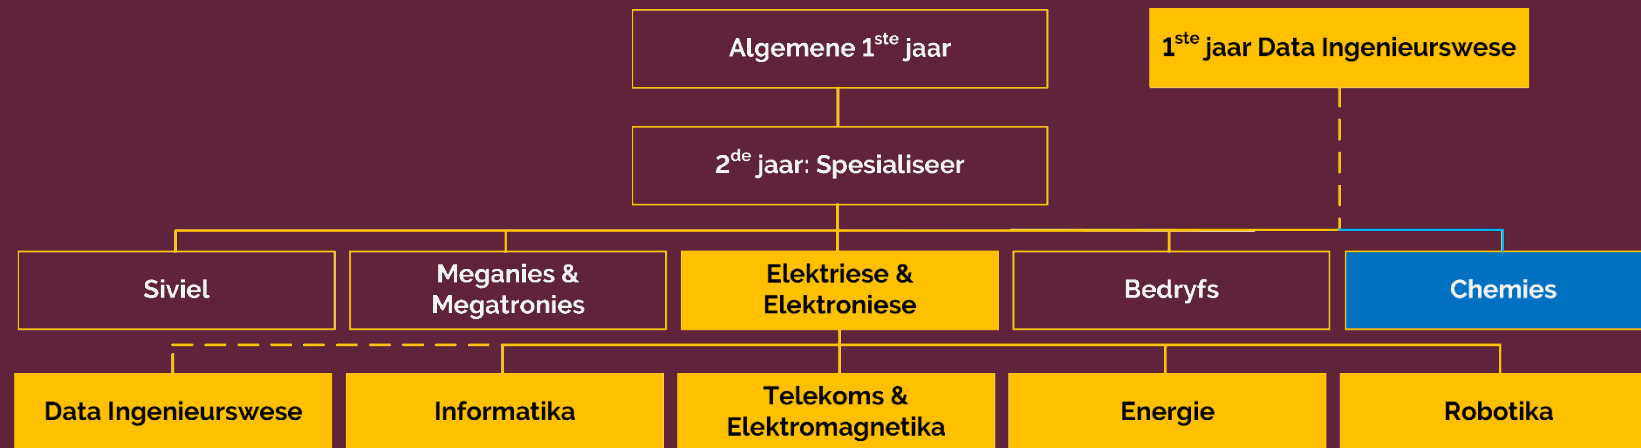 Algemene 1ste jaar
1ste jaar Data Ingenieurswese
2de jaar: Spesialiseer
Siviel
Meganies &
Megatronies
Elektriese &
Elektroniese
Bedryfs
Chemies
Data Ingenieurswese
Informatika
Telekoms &
Elektromagnetika
Energie
Robotika